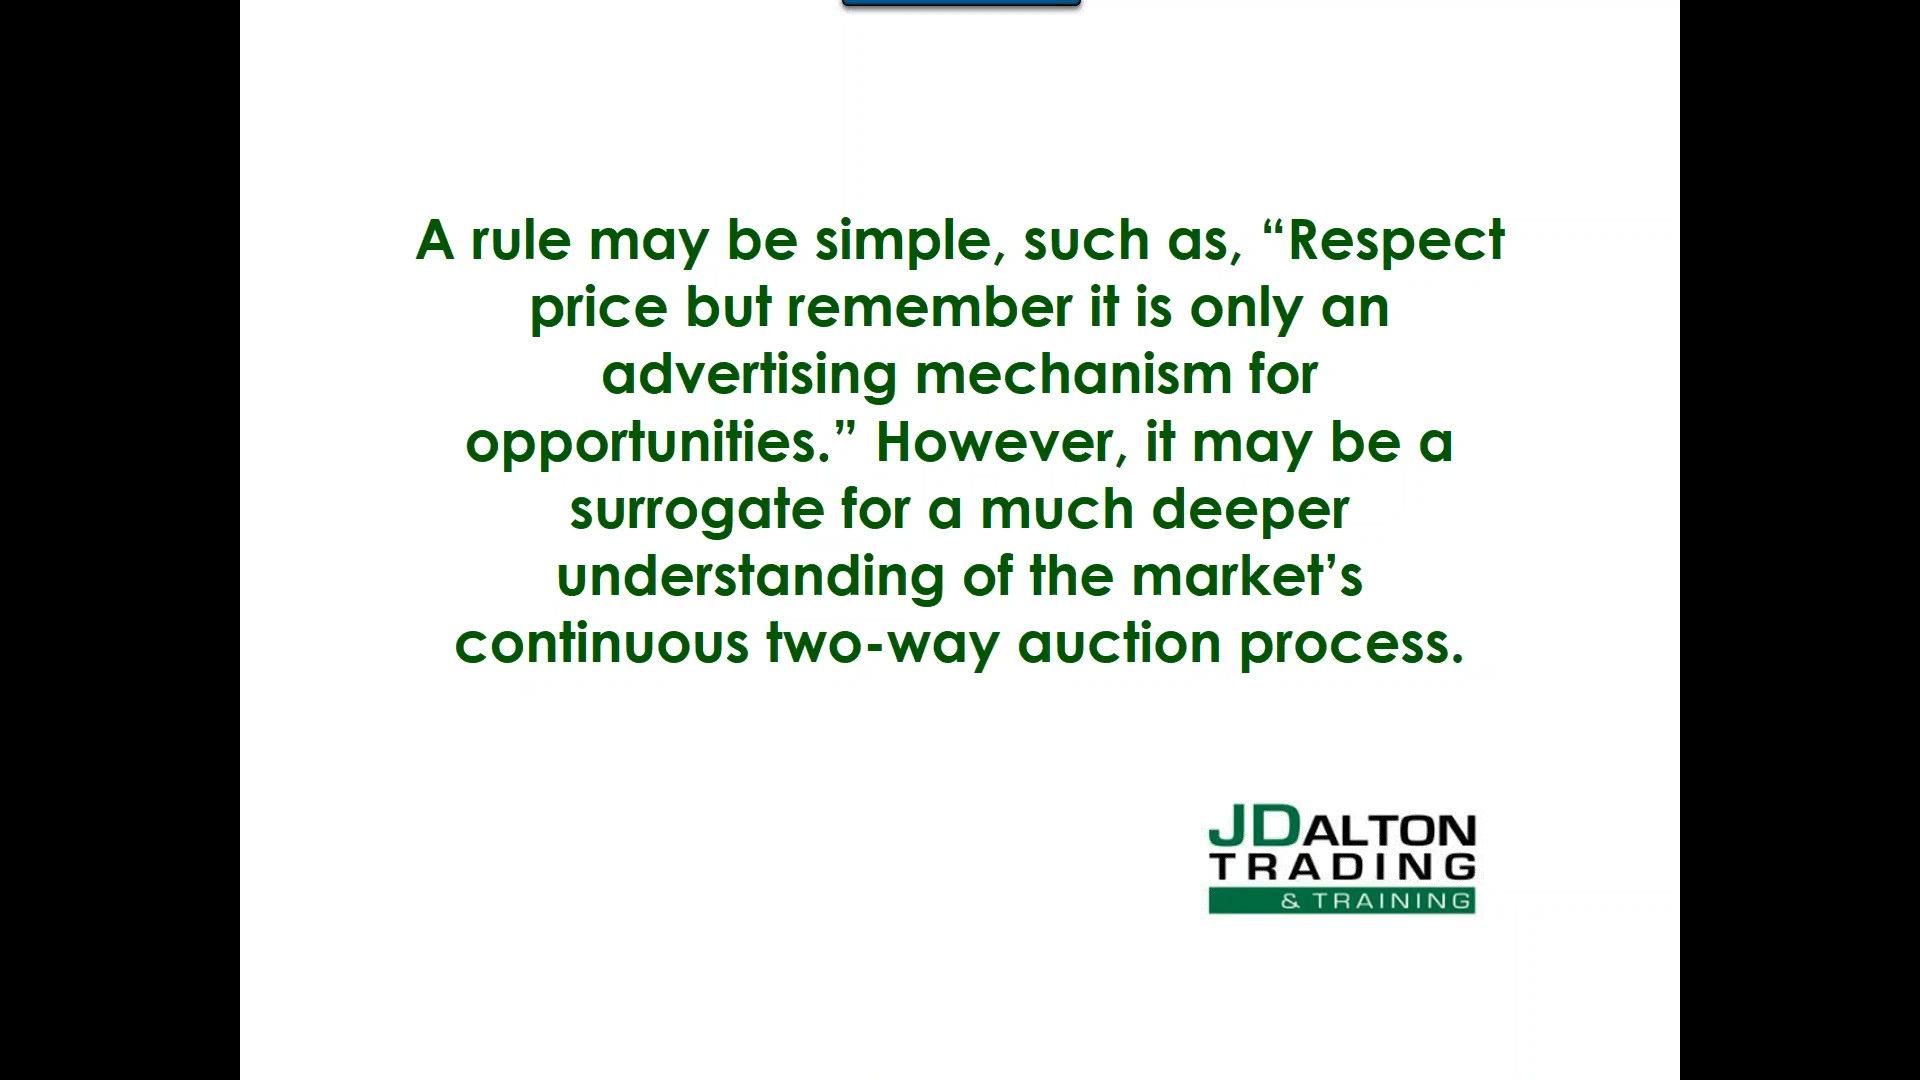 A rule may be simple, such as, “Respect
price but remember it is only an
advertising mechanism for
opportunities.” However, it may be a
surrogate for a much deeper
understanding of the market’s
continuous two-way auction process.
JDALTON
TRADING
& TRAINING